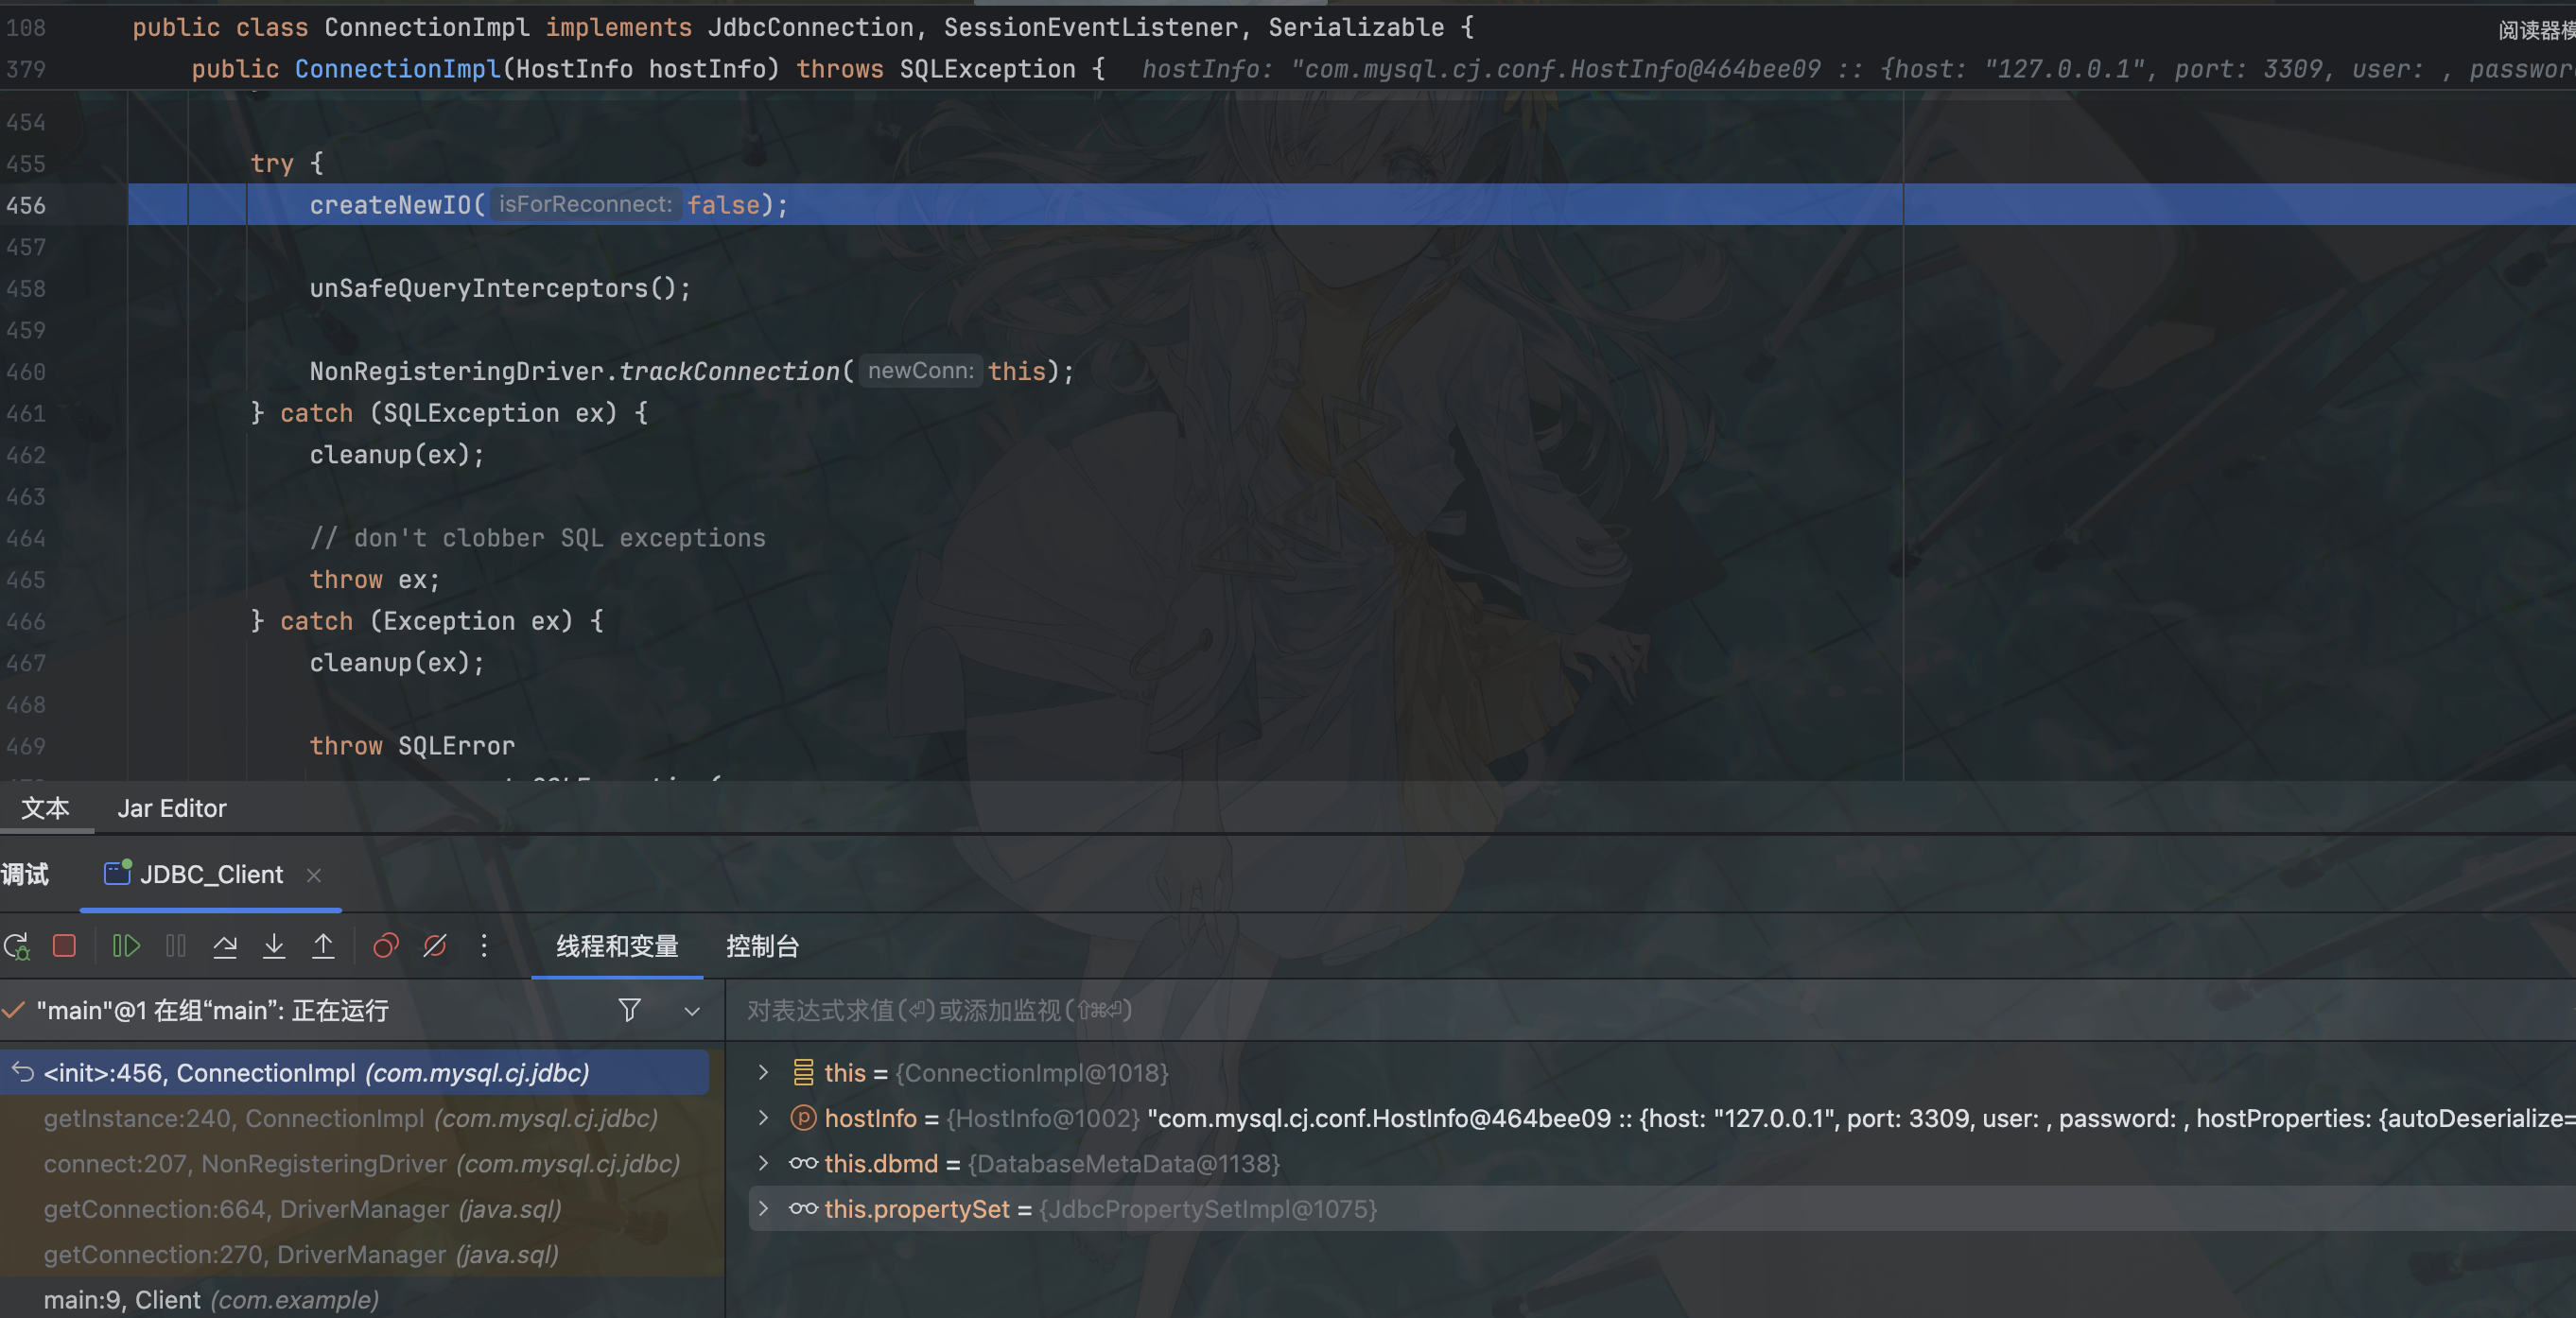 108 public class ConnectionImpl implements JdbcConnection, SessionEventListener, Serializable {
阅读器模
379 public ConnectionImpl(HostInfo hostInfo) throws SQLException { hostInfo: "com.mysql.cj.conf.HostInfo@464bee09 :: {host: "127.0.0.1", port: 3309, user: , password
454
455 try {
456 createNewIO( isForReconnect: false);
457
458 unSafeQueryInterceptors();
459
460 NonRegisteringDriver.trackConnection( newConn: this);
461 } catch (SQLException ex) {
462 cleanup(ex);
463
464 // don't clobber SQL exceptions
465 throw ex;
466 } catch (Exception ex) {
467 cleanup(ex);
468
469 throw SQLError
文本 Jar Editor
调试 JDBC_Client
线程和变量 控制台
"main"@1 在组“main”: 正在运行
对表达式求值(⏎)或添加监视(⇧⌘⏎)
<init>:456, ConnectionImpl (com.mysql.cj.jdbc)
getInstance:240, ConnectionImpl (com.mysql.cj.jdbc)
connect:207, NonRegisteringDriver (com.mysql.cj.jdbc)
getConnection:664, DriverManager (java.sql)
getConnection:270, DriverManager (java.sql)
main:9, Client (com.example)
this = {ConnectionImpl@1018}
hostInfo = {HostInfo@1002} "com.mysql.cj.conf.HostInfo@464bee09 :: {host: "127.0.0.1", port: 3309, user: , password: , hostProperties: {autoDeserialize=
this.dbmd = {DatabaseMetaData@1138}
this.propertySet = {JdbcPropertySetImpl@1075}